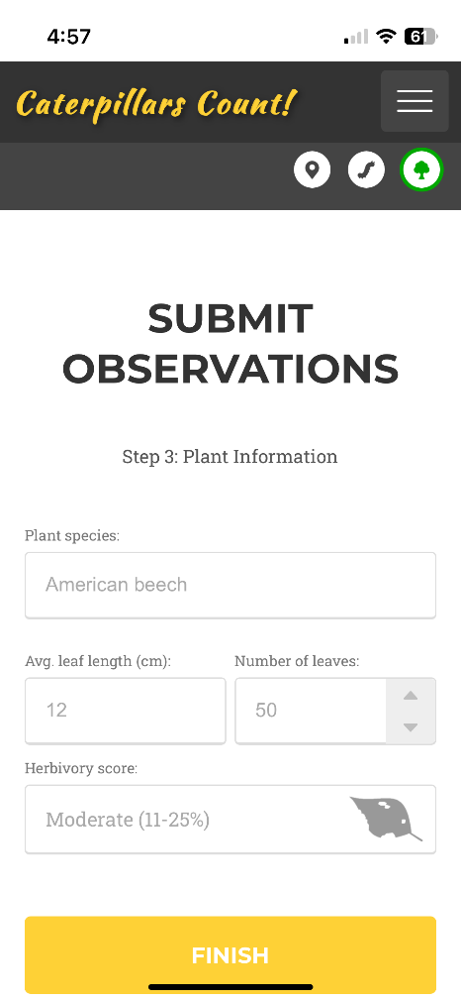 4:57
61
Caterpillars Count!
SUBMIT
OBSERVATIONS
Step 3: Plant Information
Plant species:
American beech
Avg. leaf length (cm):
Number of leaves:
12
50
Herbivory score:
Moderate (11-25%)
FINISH